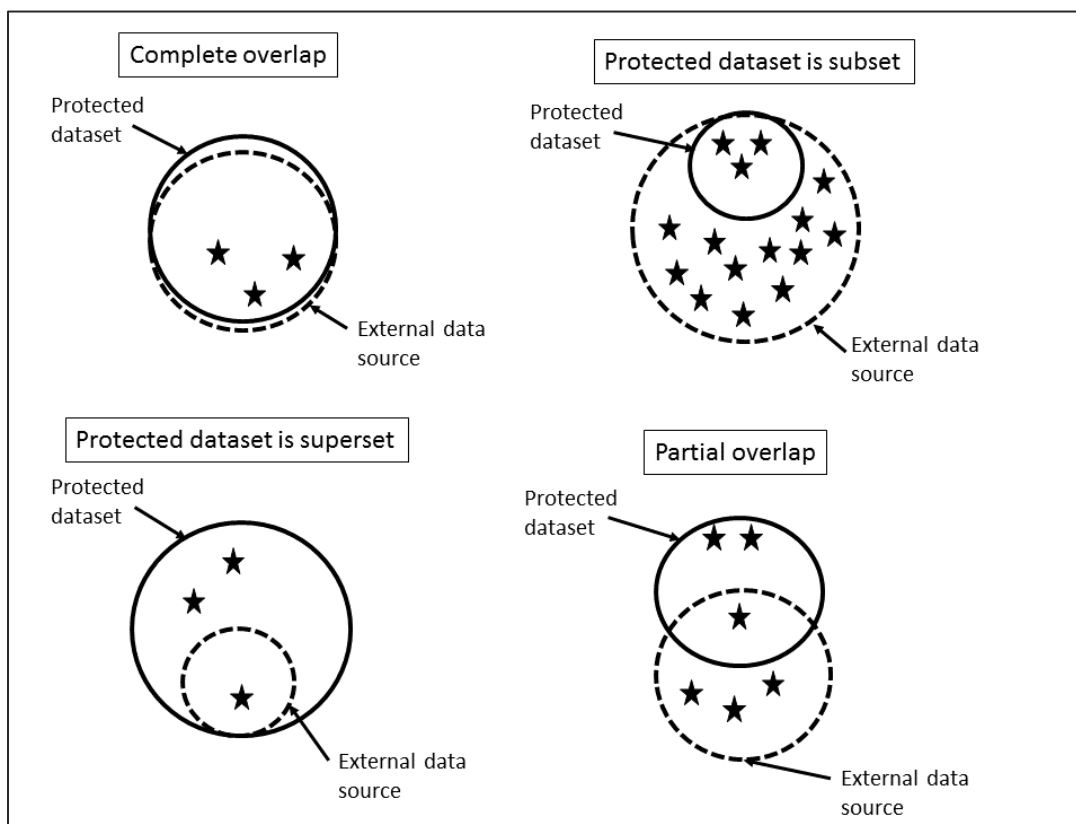 Complete overlap
Protected
dataset
External data
source
Protected dataset is subset
Protected
dataset
External data
source
Protected dataset is superset
Protected
dataset
External data
source
Partial overlap
Protected
dataset
External data
source